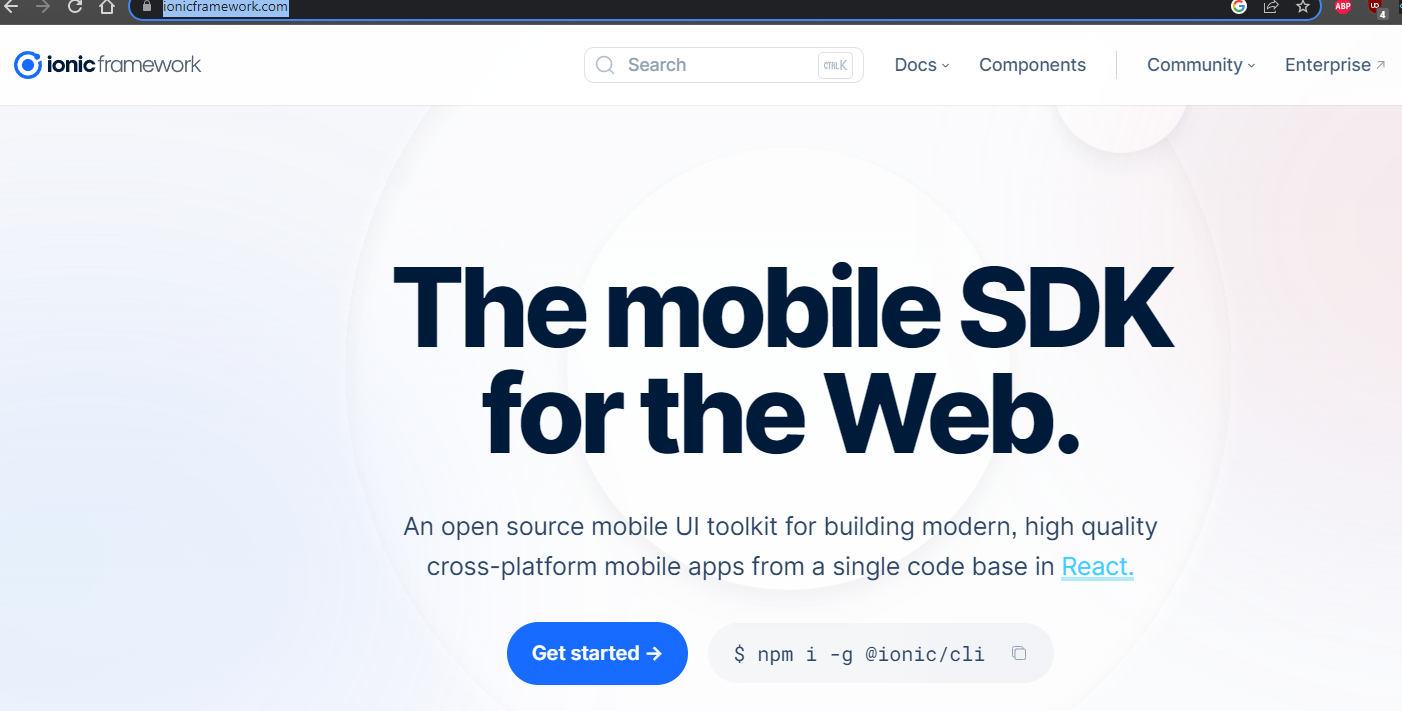 ionicframework.com
ABP
4
ionic framework
Search
CTRL K
Docs
Components
Community
Enterprise
The mobile SDK
for the Web.
An open source mobile UI toolkit for building modern, high quality
cross-platform mobile apps from a single code base in React.
Get started →
$ npm i -g @ionic/cli